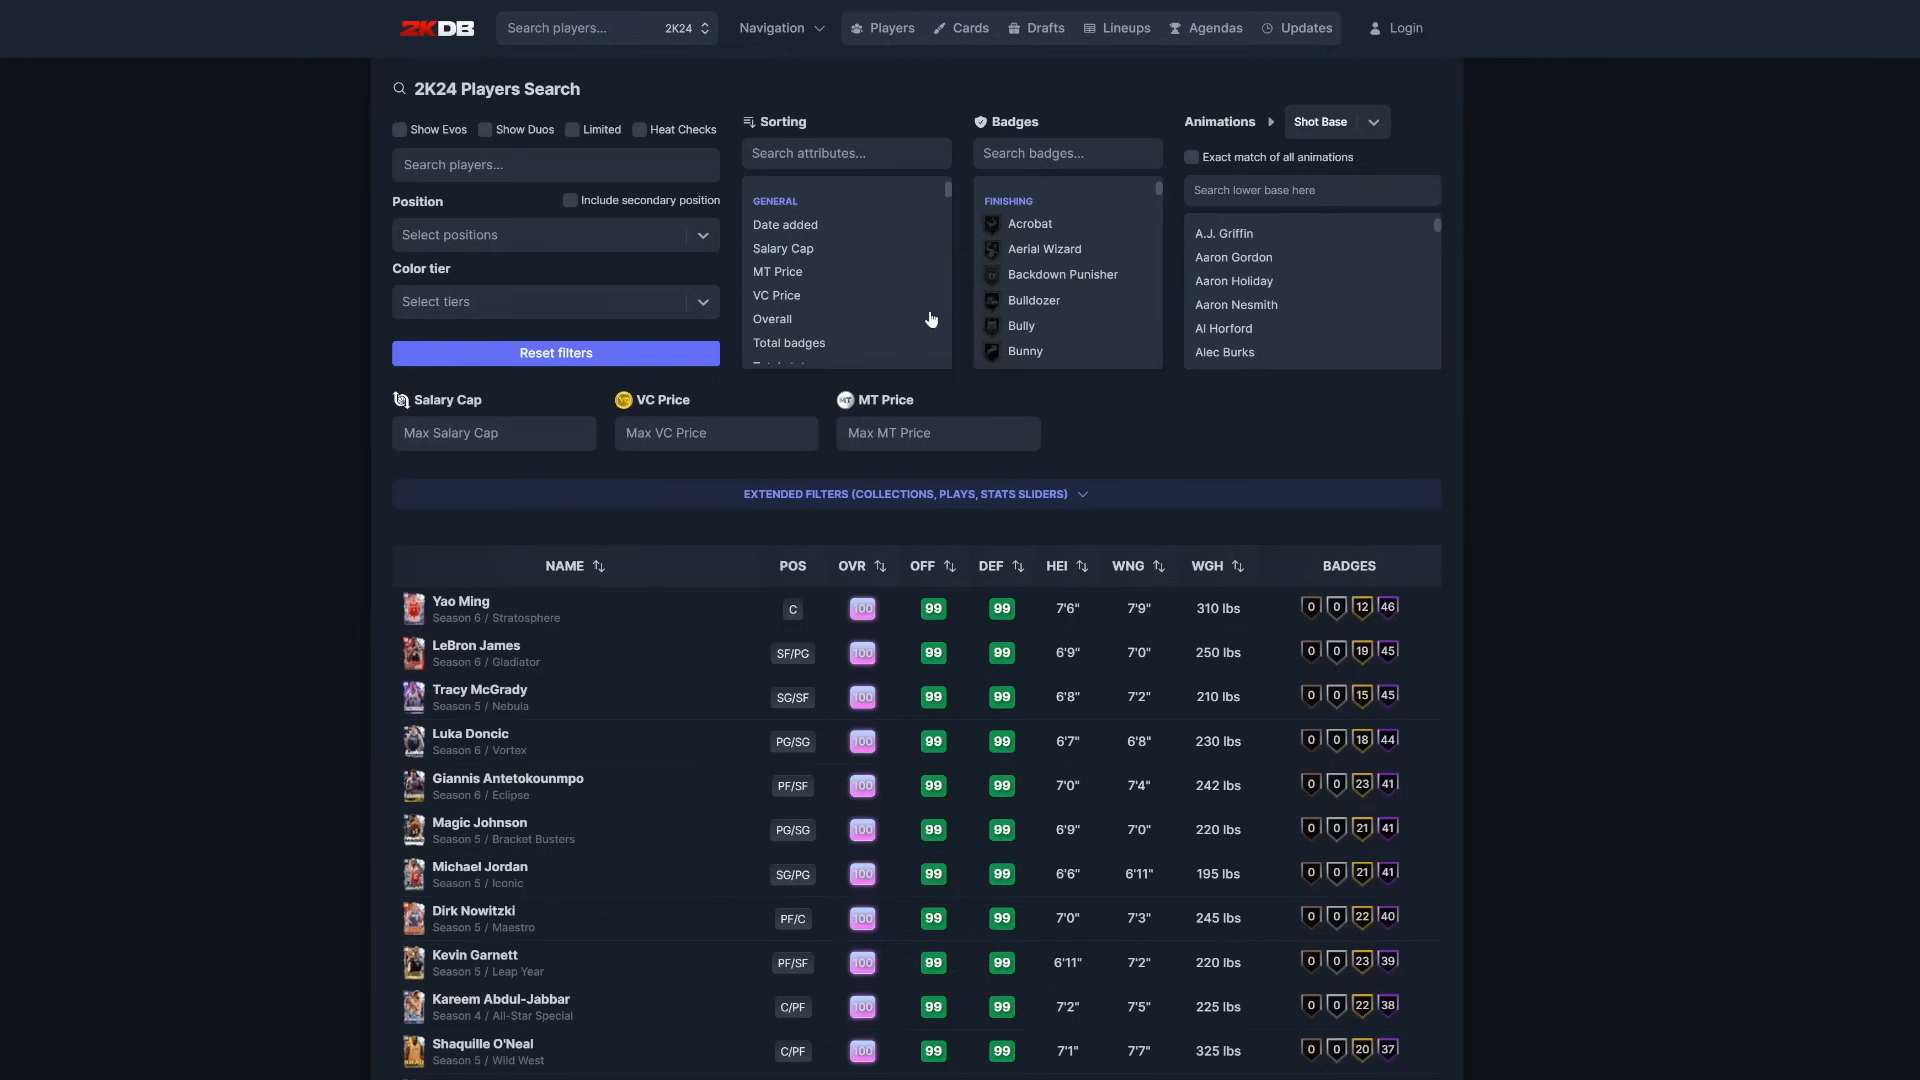 2KDB
Search players...
2K24
Navigation
Players
Cards
Drafts
Lineups
Agendas
Updates
Login
2K24 Players Search
Show Evos
Show Duos
Limited
Heat Checks
Search players...
Position
Include secondary position
Select positions
Color tier
Select tiers
Reset filters
Sorting
Search attributes...
GENERAL
Date added
Salary Cap
MT Price
VC Price
Overall
Total badges
Badges
Search badges...
FINISHING
Acrobat
Aerial Wizard
Backdown Punisher
Bulldozer
Bully
Bunny
Animations
Shot Base
Exact match of all animations
Search lower base here
A.J. Griffin
Aaron Gordon
Aaron Holiday
Aaron Nesmith
Al Horford
Alec Burks
Salary Cap
Max Salary Cap
VC
VC Price
Max VC Price
MT
MT Price
Max MT Price
EXTENDED FILTERS (COLLECTIONS, PLAYS, STATS SLIDERS)
NAME POS OVR OFF DEF HEI WNG WGH BADGES
Yao Ming
Season 6 / Stratosphere
C 100 99 99 7'6" 7'9" 310 lbs 0 0 12 46
LeBron James
Season 6 / Gladiator
SF/PG 100 99 99 6'9" 7'0" 250 lbs 0 0 19 45
Tracy McGrady
Season 5 / Nebula
SG/SF 100 99 99 6'8" 7'2" 210 lbs 0 0 15 45
Luka Doncic
Season 6 / Vortex
PG/SG 100 99 99 6'7" 6'8" 230 lbs 0 0 18 44
Giannis Antetokounmpo
Season 6 / Eclipse
PF/SF 100 99 99 7'0" 7'4" 242 lbs 0 0 23 41
Magic Johnson
Season 5 / Bracket Busters
PG/SG 100 99 99 6'9" 7'0" 220 lbs 0 0 21 41
Michael Jordan
Season 5 / Iconic
SG/PG 100 99 99 6'6" 6'11" 195 lbs 0 0 21 41
Dirk Nowitzki
Season 5 / Maestro
PF/C 100 99 99 7'0" 7'3" 245 lbs 0 0 22 40
Kevin Garnett
Season 5 / Leap Year
PF/SF 100 99 99 6'11" 7'2" 220 lbs 0 0 23 39
Kareem Abdul-Jabbar
Season 4 / All-Star Special
C/PF 100 99 99 7'2" 7'5" 225 lbs 0 0 22 38
Shaquille O'Neal
Season 5 / Wild West
C/PF 100 99 99 7'1" 7'7" 325 lbs 0 0 20 37